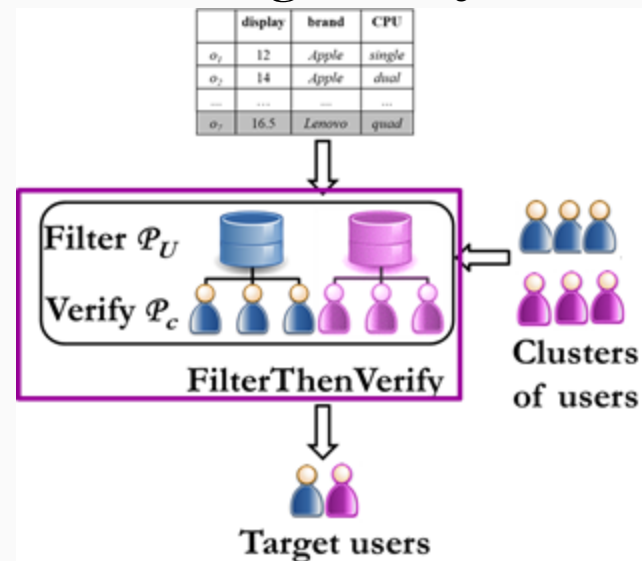 display brand CPU
o1 12 Apple single
o2 14 Apple dual
.... .... .... ...
o7 16.5 Lenovo quad
Filter 𝒫U
Verify 𝒫c
FilterThenVerify
Clusters
of users
Target users